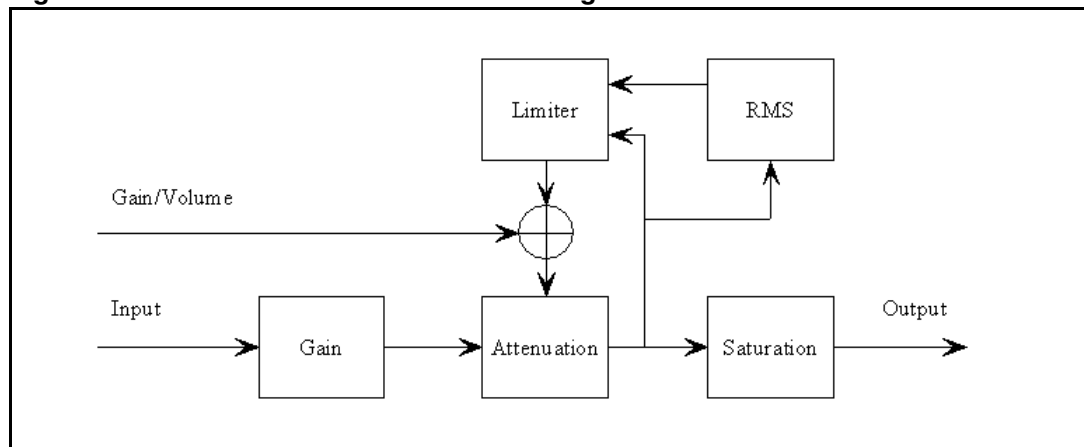 Limiter
RMS
Gain/Volume
Input
Output
Gain
Attenuation
Saturation